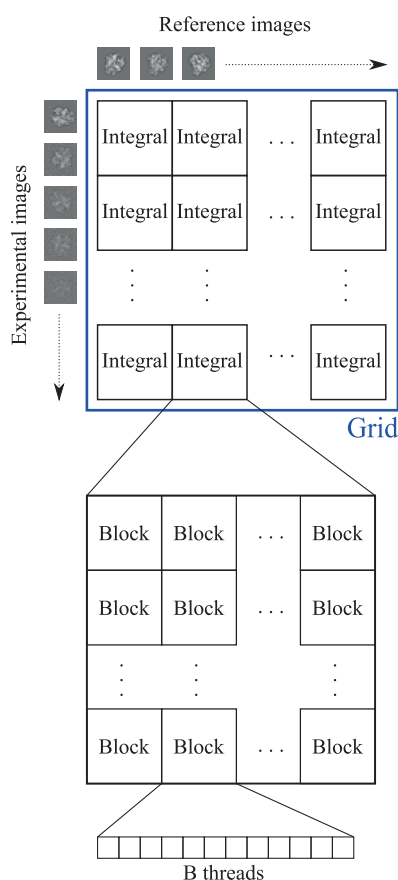 Reference images
Experimental images
Integral Integral . . . Integral
Integral Integral . . . Integral
. . .
Integral Integral . . . Integral
Grid
Block Block . . . Block
Block Block . . . Block
. . .
Block Block . . . Block
B threads